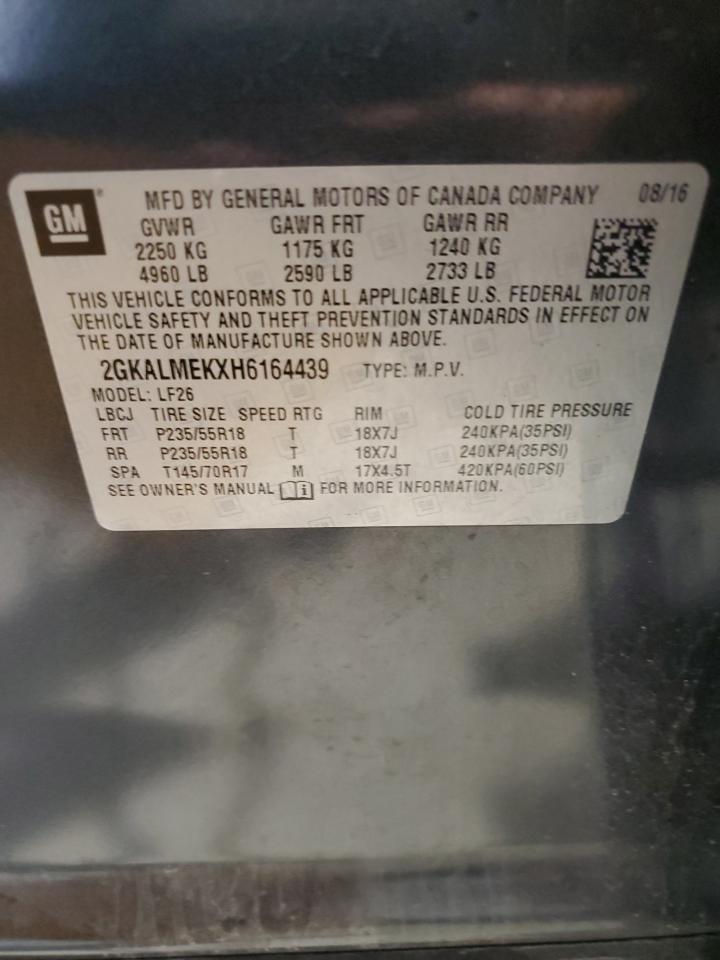 GM
MFD BY GENERAL MOTORS OF CANADA COMPANY 08/16
GVWR GAWR FRT GAWR RR
2250 KG 1175 KG 1240 KG
4960 LB 2590 LB 2733 LB
THIS VEHICLE CONFORMS TO ALL APPLICABLE U.S. FEDERAL MOTOR
VEHICLE SAFETY AND THEFT PREVENTION STANDARDS IN EFFECT ON
THE DATE OF MANUFACTURE SHOWN ABOVE.
2GKALMEKXH6164439 TYPE: M.P.V.
MODEL: LF26
LBCJ TIRE SIZE SPEED RTG RIM COLD TIRE PRESSURE
FRT P235/55R18 T 18X7J 240KPA(35PSI)
RR P235/55R18 T 18X7J 240KPA(35PSI)
SPA T145/70R17 M 17X4.5T 420KPA(60PSI)
SEE OWNER'S MANUAL FOR MORE INFORMATION.